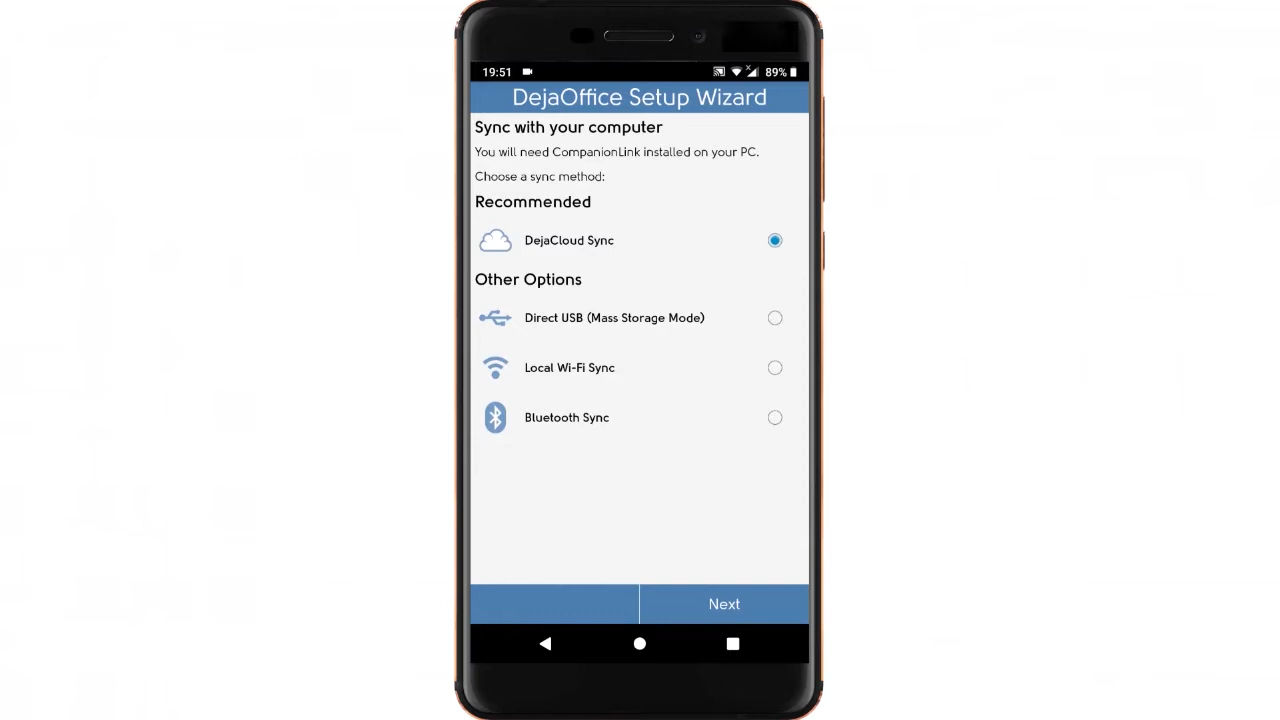 19:51 89%
DejaOffice Setup Wizard
Sync with your computer
You will need CompanionLink installed on your PC.
Choose a sync method:
Recommended
DejaCloud Sync
Other Options
Direct USB (Mass Storage Mode)
Local Wi-Fi Sync
Bluetooth Sync
Next